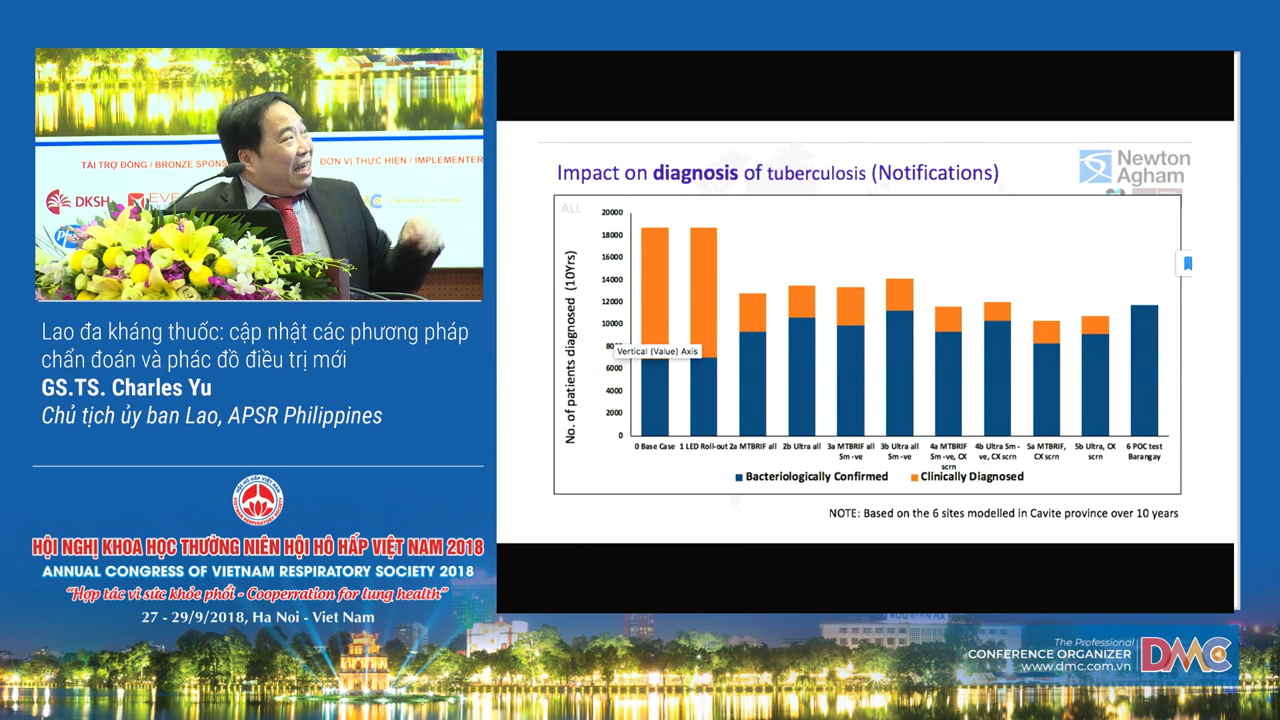 TÀI TRỢ ĐỒNG / BRONZE SPONS
ĐƠN VỊ THỰC HIỆN / IMPLEMENTER
DKSH
EVE
Lao đa kháng thuốc: cập nhật các phương pháp
chẩn đoán và phác đồ điều trị mới
GS.TS. Charles Yu
Chủ tịch ủy ban Lao, APSR Philippines
HỘI HÔ HẤP VIỆT NAM
VIETNAM RESPIRATORY SOCIETY
HỘI NGHỊ KHOA HỌC THƯỜNG NIÊN HỘI HÔ HẤP VIỆT NAM 2018
ANNUAL CONGRESS OF VIETNAM RESPIRATORY SOCIETY 2018
“Hợp tác vì sức khỏe phổi - Cooperration for lung health”
27 - 29/9/2018, Ha Noi - Viet Nam
Impact on diagnosis of tuberculosis (Notifications)
Newton
Agham
ALL
No. of patients diagnosed (10Yrs)
20000
18000
16000
14000
12000
10000
8000
6000
4000
2000
0
Vertical (Value) Axis
0 Base Case
1 LED Roll-out
2a MTBRIF all
2b Ultra all
3a MTBRIF all
Sm -ve
3b Ultra all
Sm -ve
4a MTBRIF
Sm -ve, CX
scrn
4b Ultra Sm -
ve, CX scrn
5a MTBRIF,
CX scrn
5b Ultra, CX
scrn
6 POC test
Barangay
Bacteriologically Confirmed
Clinically Diagnosed
NOTE: Based on the 6 sites modelled in Cavite province over 10 years
The Professional
CONFERENCE ORGANIZER
www.dmc.com.vn
DMC